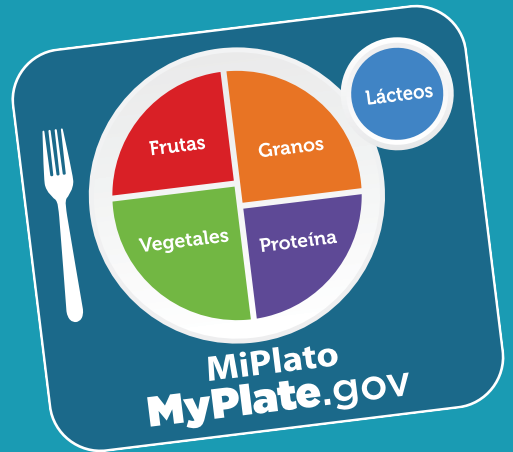 Lácteos
Frutas
Granos
Vegetales
Proteína
MiPlato
MyPlate.gov